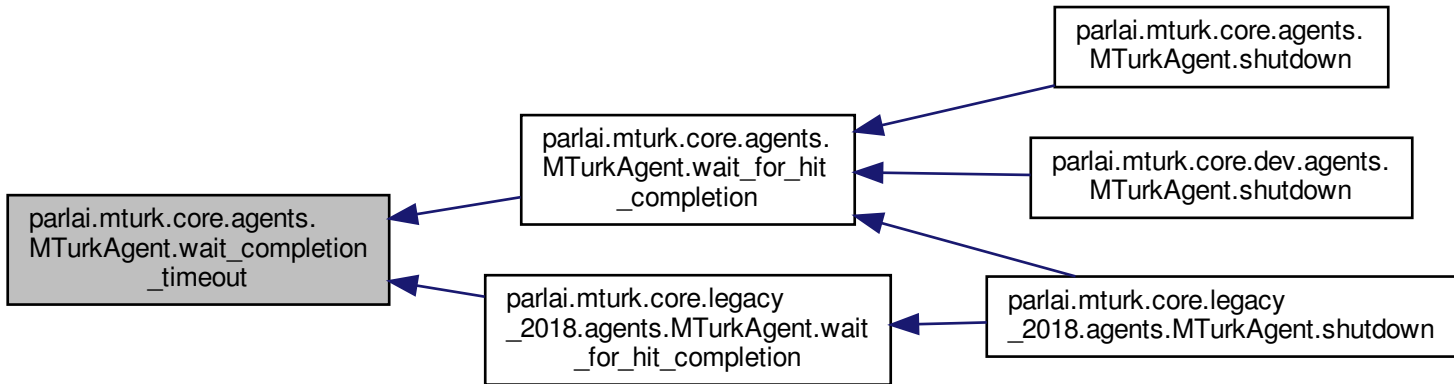 parlai.mturk.core.agents.
MTurkAgent.wait_completion
_timeout
parlai.mturk.core.agents.
MTurkAgent.wait_for_hit
_completion
parlai.mturk.core.legacy
_2018.agents.MTurkAgent.wait
_for_hit_completion
parlai.mturk.core.agents.
MTurkAgent.shutdown
parlai.mturk.core.dev.agents.
MTurkAgent.shutdown
parlai.mturk.core.legacy
_2018.agents.MTurkAgent.shutdown